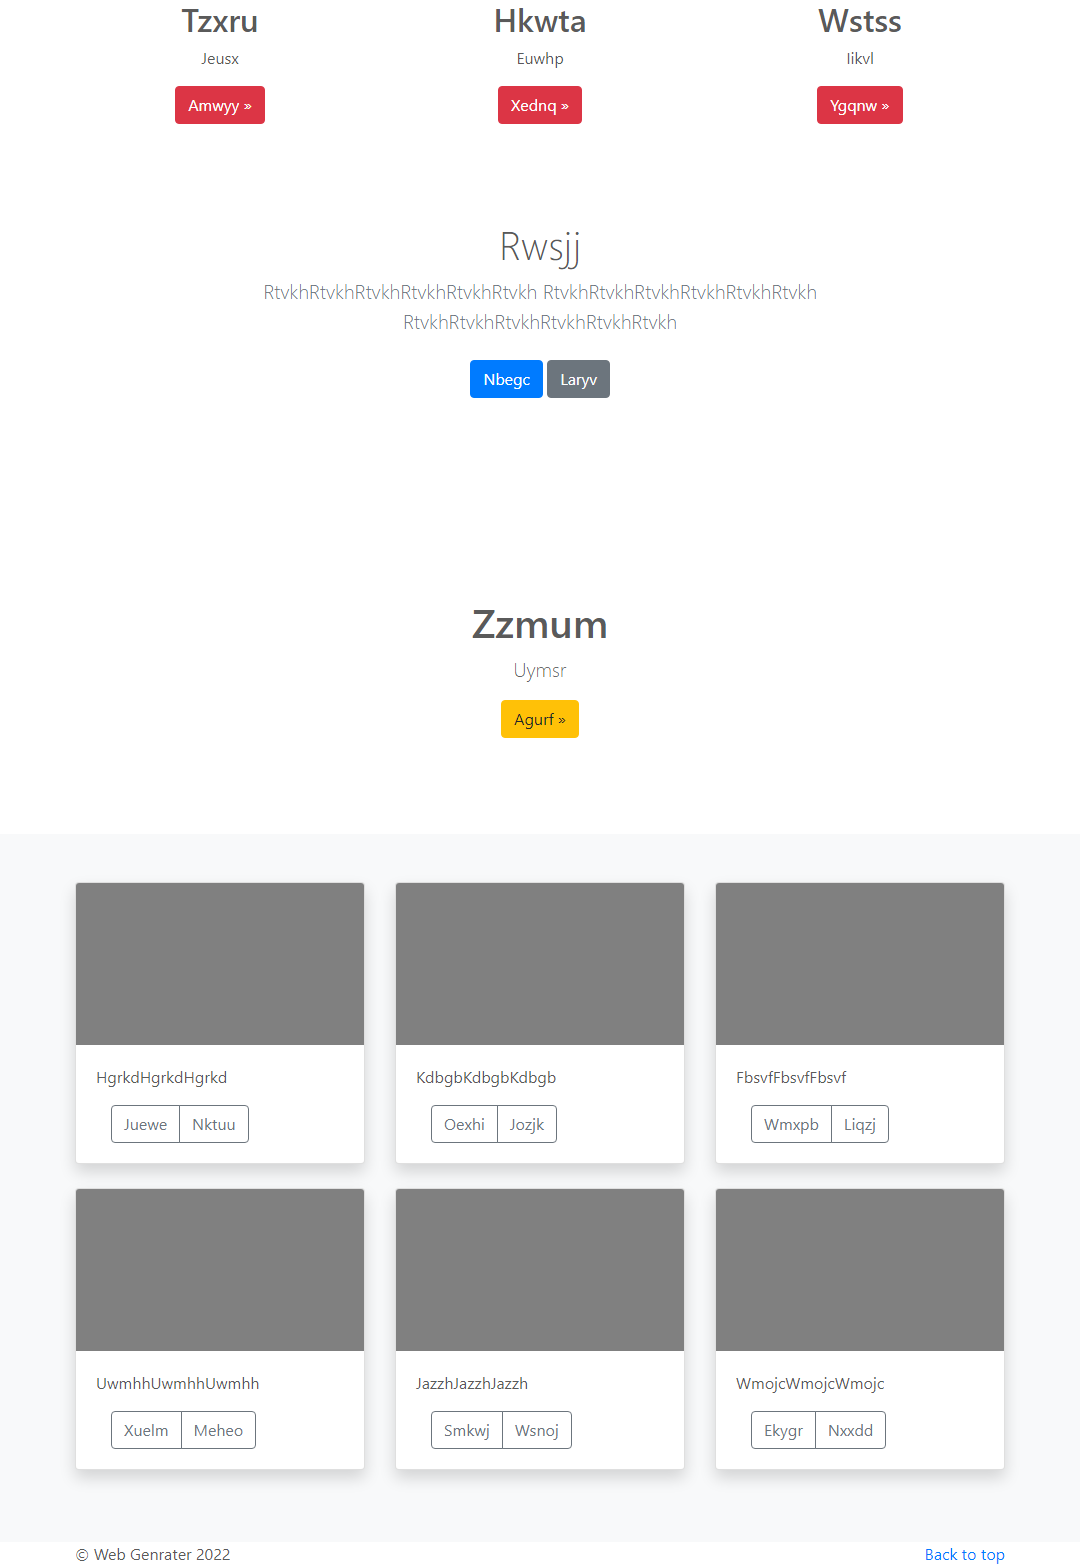 Tzxru
Hkwta
Wstss
Jeusx
Euwhp
Iikvl
Amwyy »
Xednq »
Ygqnw »
Rwsjj
RtvkhRtvkhRtvkhRtvkhRtvkhRtvkh RtvkhRtvkhRtvkhRtvkhRtvkhRtvkh
RtvkhRtvkhRtvkhRtvkhRtvkhRtvkh
Nbegc
Laryv
Zzmum
Uymsr
Agurf »
HgrkdHgrkdHgrkd
Juewe
Nktuu
KdbgbKdbgbKdbgb
Oexhi
Jozjk
FbsvfFbsvfFbsvf
Wmxpb
Liqzj
UwmhhUwmhhUwmhh
Xuelm
Meheo
JazzhJazzhJazzh
Smkwj
Wsnoj
WmojcWmojcWmojc
Ekygr
Nxxdd
© Web Genrater 2022
Back to top